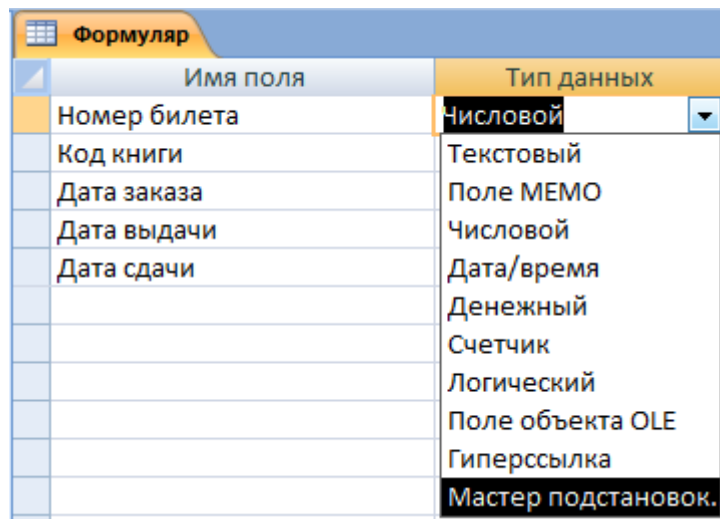 Формуляр
Имя поля Тип данных
Номер билета Числовой
Код книги Текстовый
Дата заказа Поле МЕМО
Дата выдачи Числовой
Дата сдачи Дата/время
Денежный
Счетчик
Логический
Поле объекта OLE
Гиперссылка
Мастер подстановок.